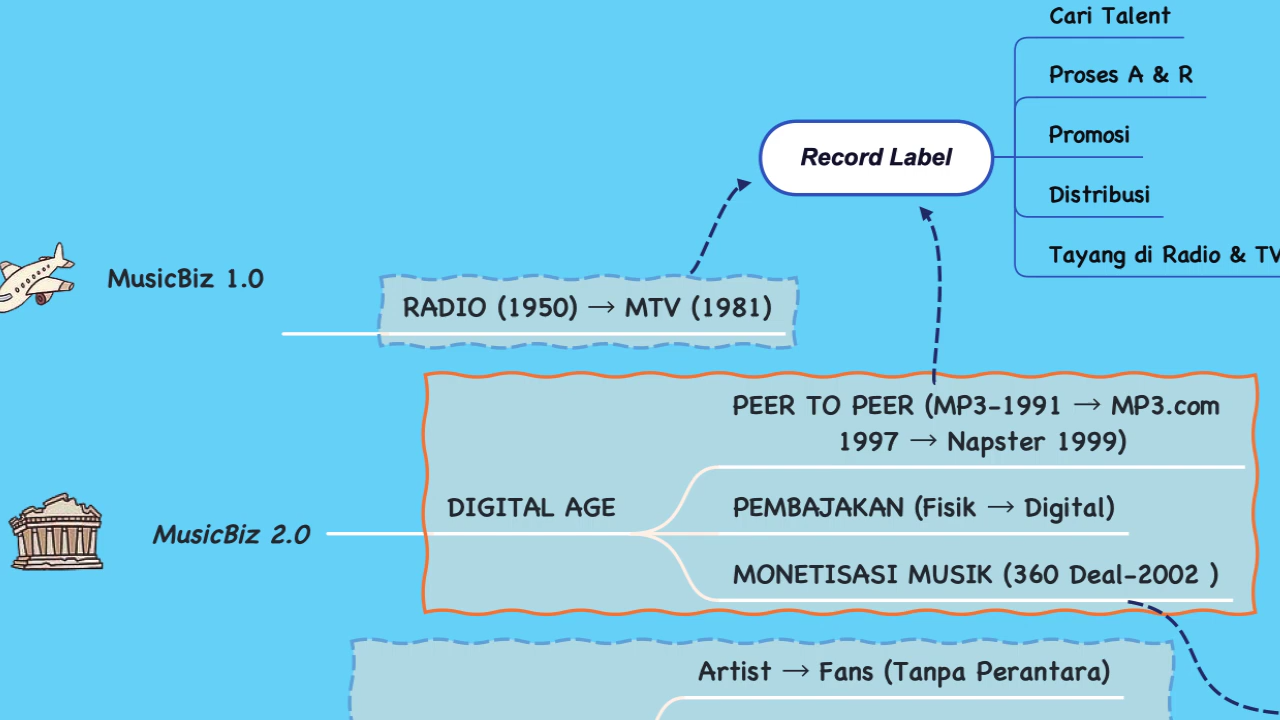 Cari Talent
Proses A & R
Promosi
Record Label
Distribusi
Tayang di Radio & TV
MusicBiz 1.0
RADIO (1950) → MTV (1981)
PEER TO PEER (MP3-1991 → MP3.com
1997 → Napster 1999)
DIGITAL AGE
PEMBAJAKAN (Fisik → Digital)
MusicBiz 2.0
MONETISASI MUSIK (360 Deal-2002 )
Artist → Fans (Tanpa Perantara)